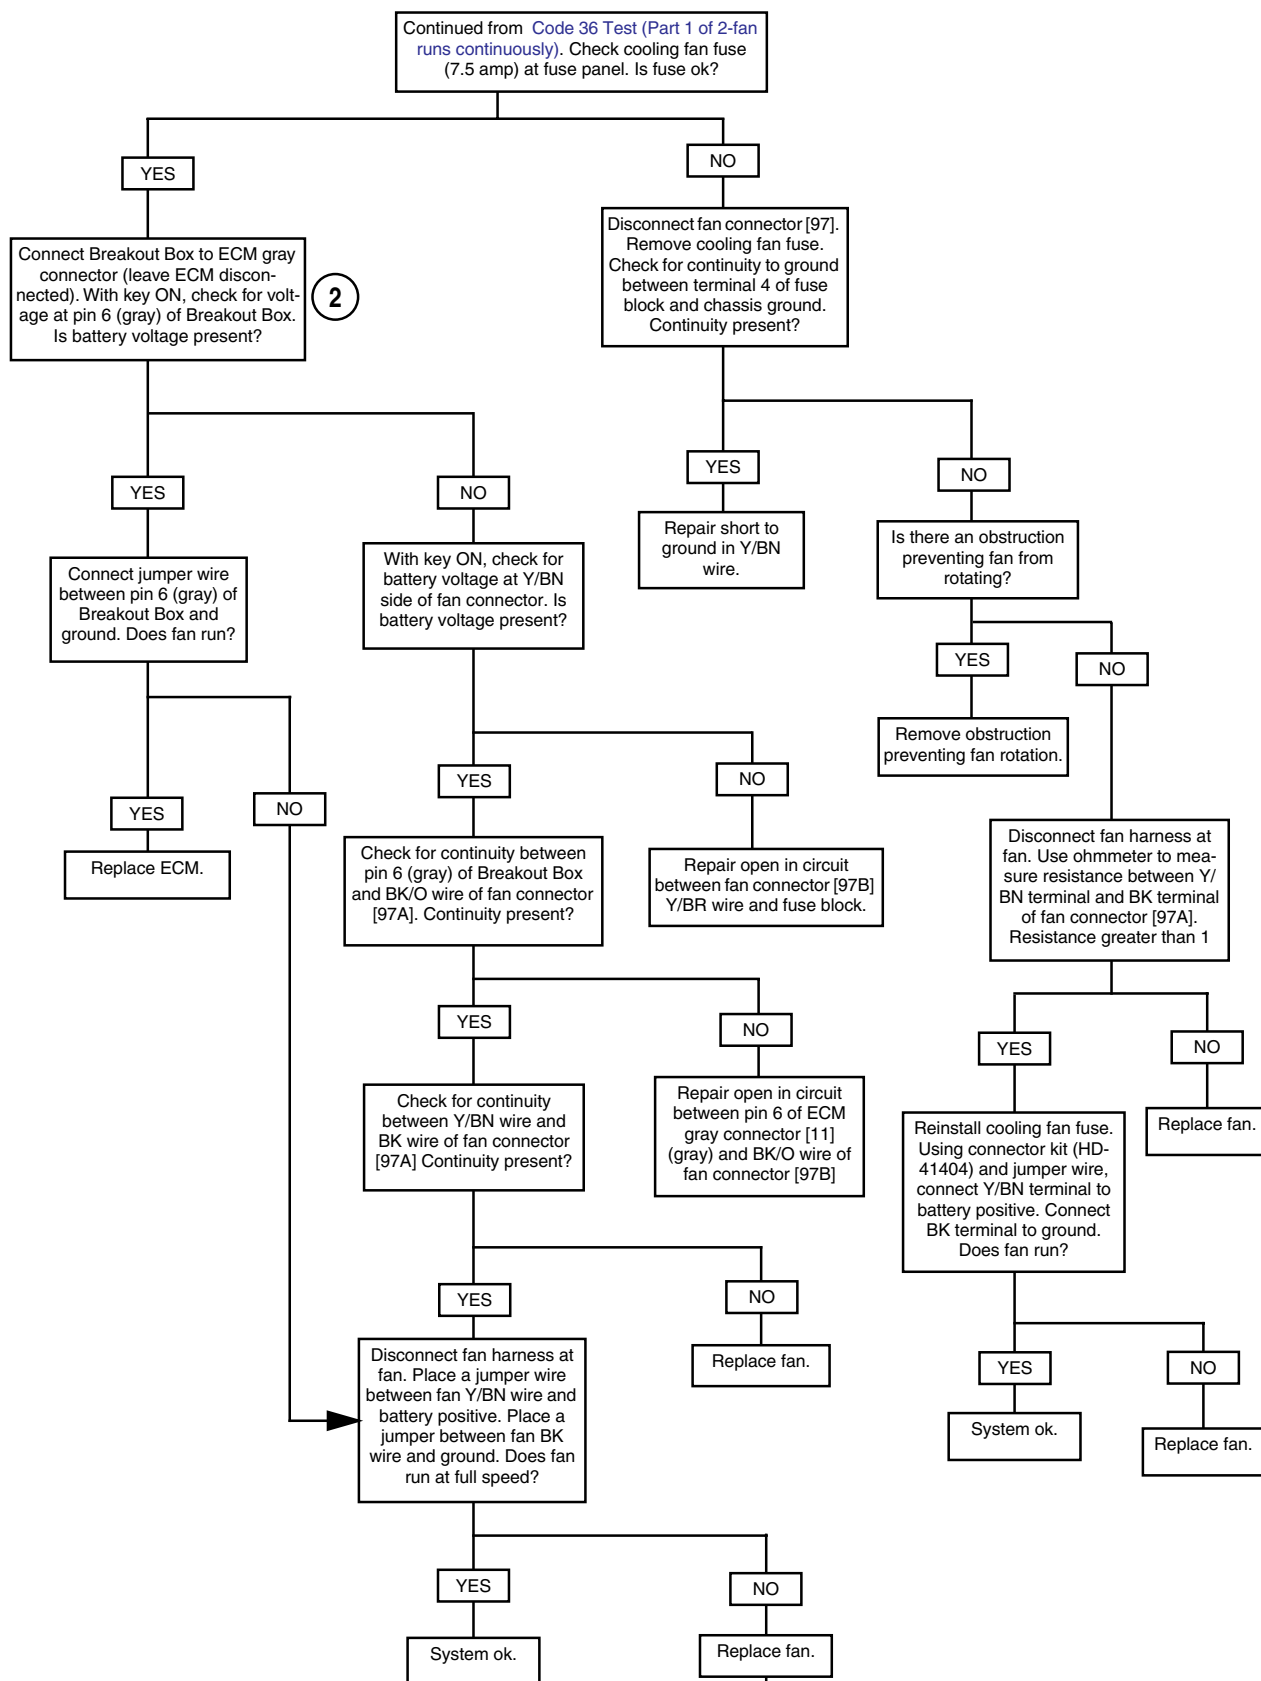 Continued from Code 36 Test (Part 1 of 2-fan
runs continuously). Check cooling fan fuse
(7.5 amp) at fuse panel. Is fuse ok?
YES
NO
Connect Breakout Box to ECM gray
connector (leave ECM discon-
nected). With key ON, check for volt-
age at pin 6 (gray) of Breakout Box.
Is battery voltage present?
2
Disconnect fan connector [97].
Remove cooling fan fuse.
Check for continuity to ground
between terminal 4 of fuse
block and chassis ground.
Continuity present?
YES
NO
YES
NO
Connect jumper wire
between pin 6 (gray) of
Breakout Box and
ground. Does fan run?
With key ON, check for
battery voltage at Y/BN
side of fan connector. Is
battery voltage present?
Repair short to
ground in Y/BN
wire.
Is there an obstruction
preventing fan from
rotating?
YES
NO
Remove obstruction
preventing fan rotation.
YES
NO
YES
NO
Replace ECM.
Check for continuity between
pin 6 (gray) of Breakout Box
and BK/O wire of fan connector
[97A]. Continuity present?
Repair open in circuit
between fan connector [97B]
Y/BR wire and fuse block.
Disconnect fan harness at
fan. Use ohmmeter to mea-
sure resistance between Y/
BN terminal and BK terminal
of fan connector [97A].
Resistance greater than 1
YES
NO
YES
NO
Check for continuity
between Y/BN wire and
BK wire of fan connector
[97A] Continuity present?
Repair open in circuit
between pin 6 of ECM
gray connector [11]
(gray) and BK/O wire of
fan connector [97B]
Reinstall cooling fan fuse.
Using connector kit (HD-
41404) and jumper wire,
connect Y/BN terminal to
battery positive. Connect
BK terminal to ground.
Does fan run?
Replace fan.
YES
NO
Replace fan.
YES
NO
Disconnect fan harness at
fan. Place a jumper wire
between fan Y/BN wire and
battery positive. Place a
jumper between fan BK
wire and ground. Does fan
run at full speed?
System ok.
Replace fan.
YES
NO
System ok.
Replace fan.